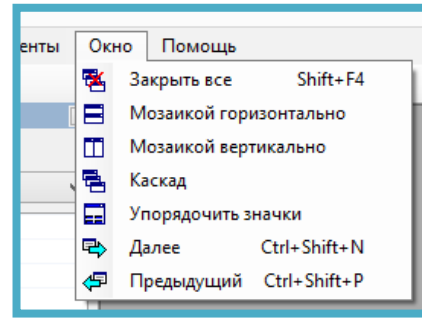 енты Окно Помощь
Закрыть все Shift+F4
Мозаикой горизонтально
Мозаикой вертикально
Каскад
Упорядочить значки
Далее Ctrl+Shift+N
Предыдущий Ctrl+Shift+P